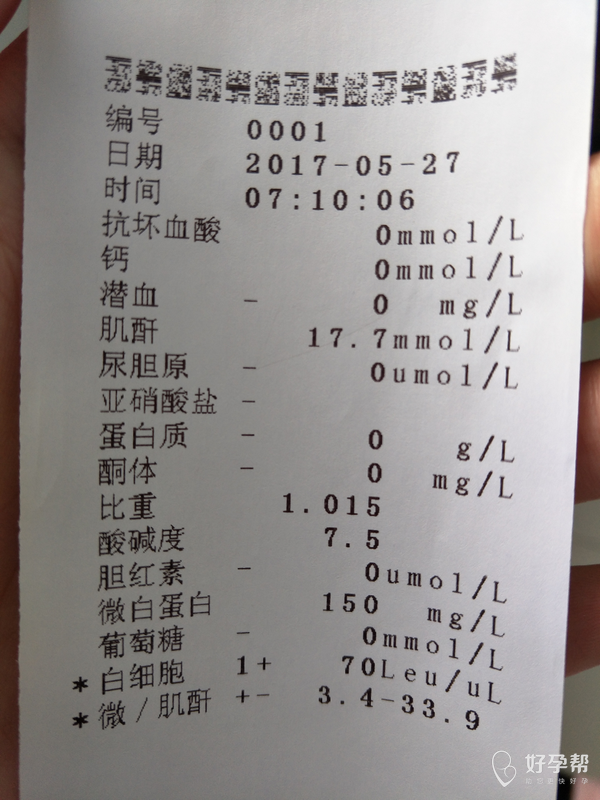 编号 0001
日期 2017-05-27
时间 07:10:06
抗坏血酸 0mmol/L
钙 0mmol/L
潜血 - 0 mg/L
肌酐 17.7mmol/L
尿胆原 - 0umol/L
亚硝酸盐 -
蛋白质 - 0 g/L
酮体 - 0 mg/L
比重 1.015
酸碱度 7.5
胆红素 - 0umol/L
微白蛋白 150 mg/L
葡萄糖 - 0mmol/L
*白细胞 1+ 70Leu/uL
*微/肌酐 +- 3.4-33.9
好孕帮